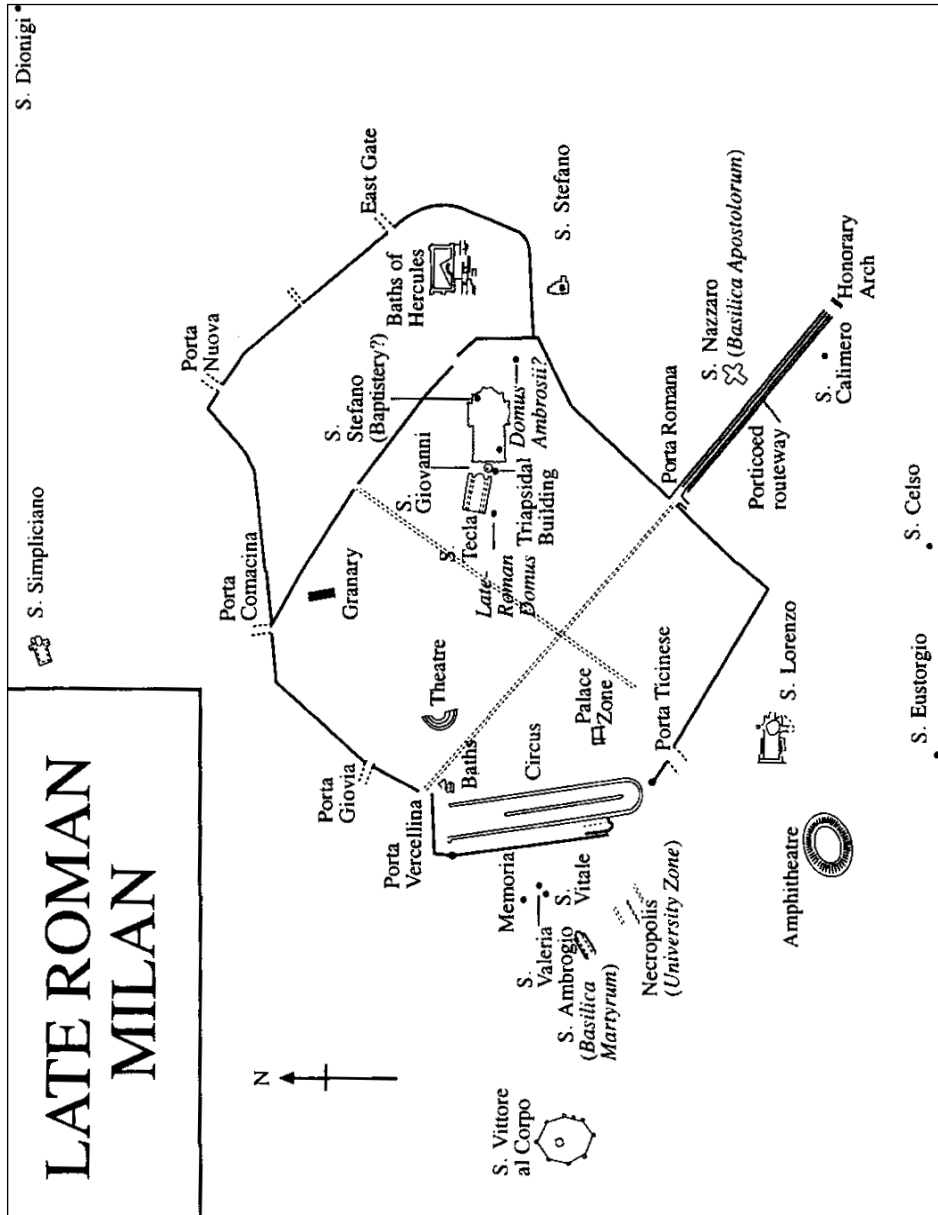 LATE ROMAN
MILAN
N
S. Dionigi
S. Simpliciano
Porta
Nuova
East Gate
Porta
Comacina
Baths of
Hercules
Granary
S.
Stefano
(Baptistery?)
S.
Giovanni
S.
Tecla
Domus
Ambrosii?
Triapsidal
Building
Late-
Roman
Domus
S. Stefano
Porta
Giovia
Theatre
Porta
Vercellina
Baths
Circus
Palace
Zone
Porta Romana
S. Nazzaro
(Basilica Apostolorum)
Honorary
Arch
S.
Calimero
Porticoed
routeway
Porta Ticinese
Memoria
S.
Valeria
S.
Vitale
S. Ambrogio
(Basilica
Martyrum)
Necropolis
(University Zone)
S. Vittore
al Corpo
S. Lorenzo
Amphitheatre
S. Celso
S. Eustorgio